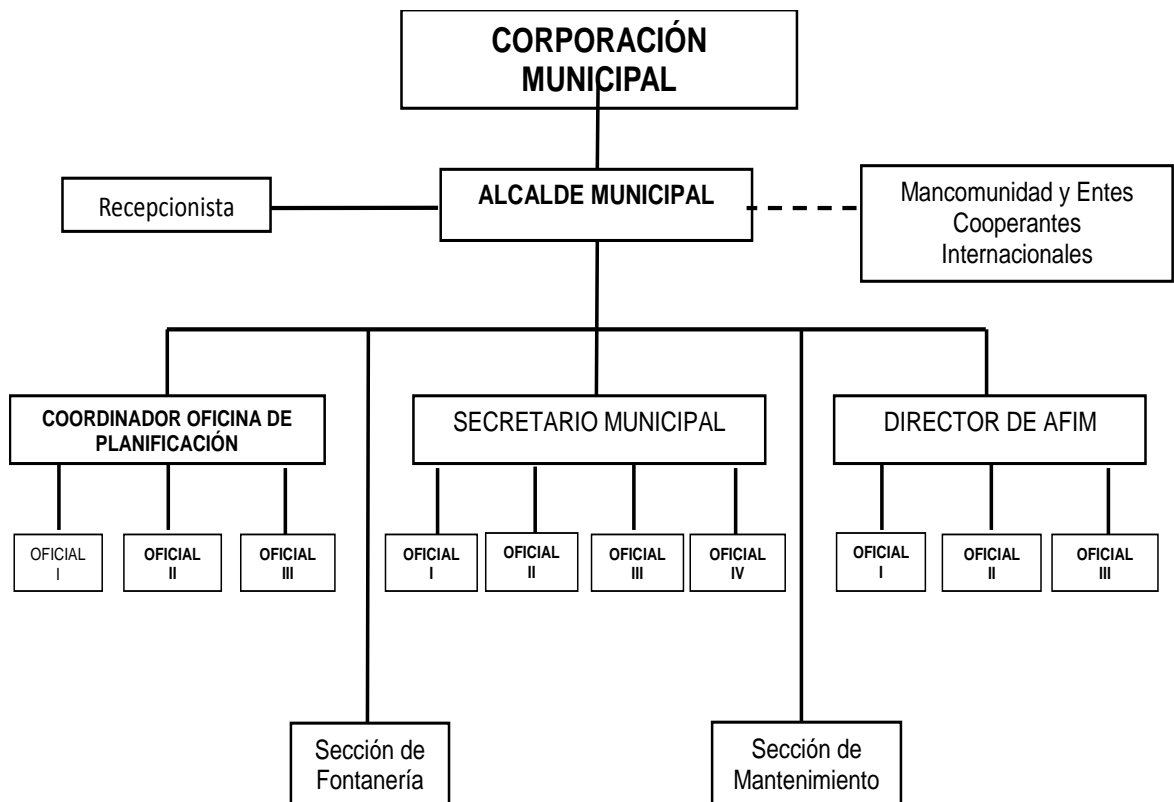 CORPORACIÓN
MUNICIPAL
Recepcionista
ALCALDE MUNICIPAL
Mancomunidad y Entes
Cooperantes
Internacionales
COORDINADOR OFICINA DE
PLANIFICACIÓN
SECRETARIO MUNICIPAL
DIRECTOR DE AFIM
OFICIAL
I
OFICIAL
II
OFICIAL
III
OFICIAL
I
OFICIAL
II
OFICIAL
III
OFICIAL
IV
OFICIAL
I
OFICIAL
II
OFICIAL
III
Sección de
Fontanería
Sección de
Mantenimiento